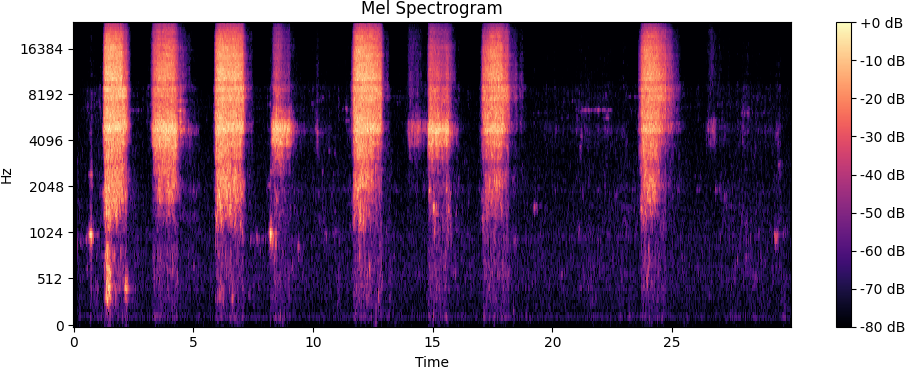 Mel Spectrogram
Hz
16384
8192
4096
2048
1024
512
0
0 5 10 15 20 25
Time
+0 dB
-10 dB
-20 dB
-30 dB
-40 dB
-50 dB
-60 dB
-70 dB
-80 dB